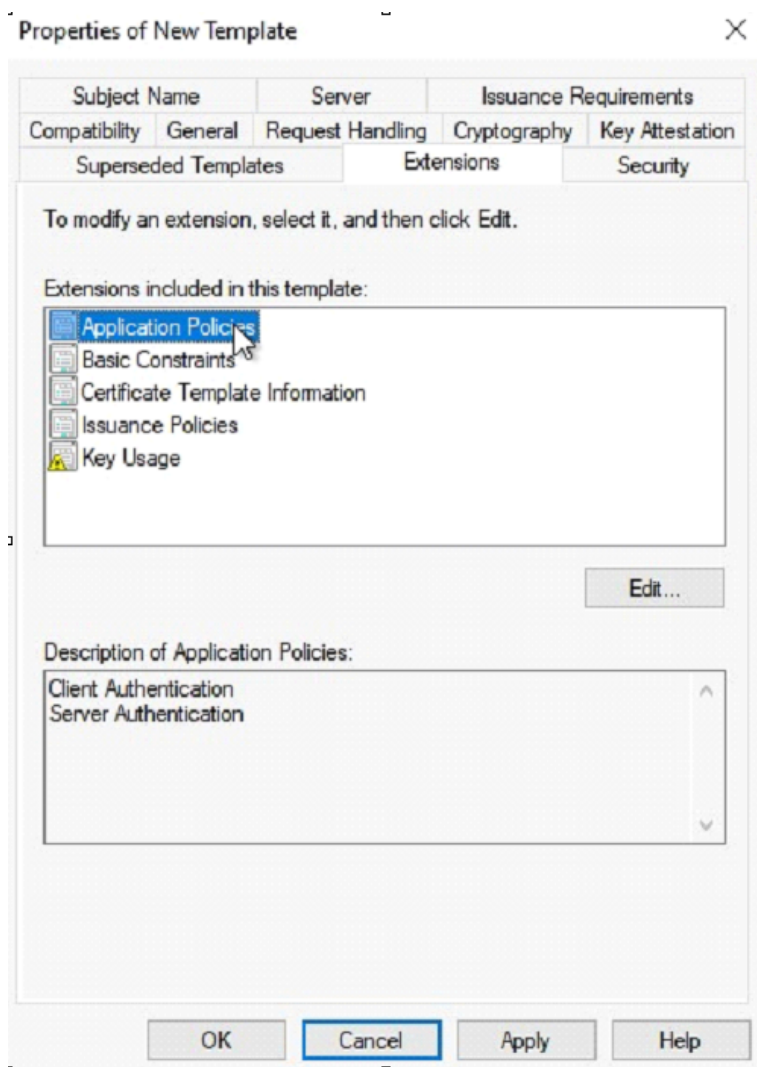 Properties of New Template
Subject Name Server Issuance Requirements
Compatibility General Request Handling Cryptography Key Attestation
Superseded Templates Extensions Security
To modify an extension, select it, and then click Edit.
Extensions included in this template:
Application Policies
Basic Constraints
Certificate Template Information
Issuance Policies
Key Usage
Edit...
Description of Application Policies:
Client Authentication
Server Authentication
OK Cancel Apply Help